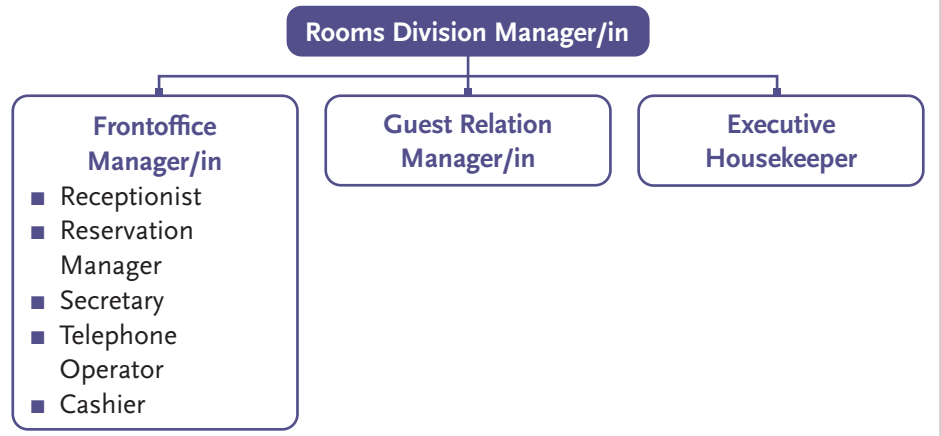 Rooms Division Manager/in
Frontoffice
Manager/in
■ Receptionist
■ Reservation
Manager
■ Secretary
■ Telephone
Operator
■ Cashier
Guest Relation
Manager/in
Executive
Housekeeper